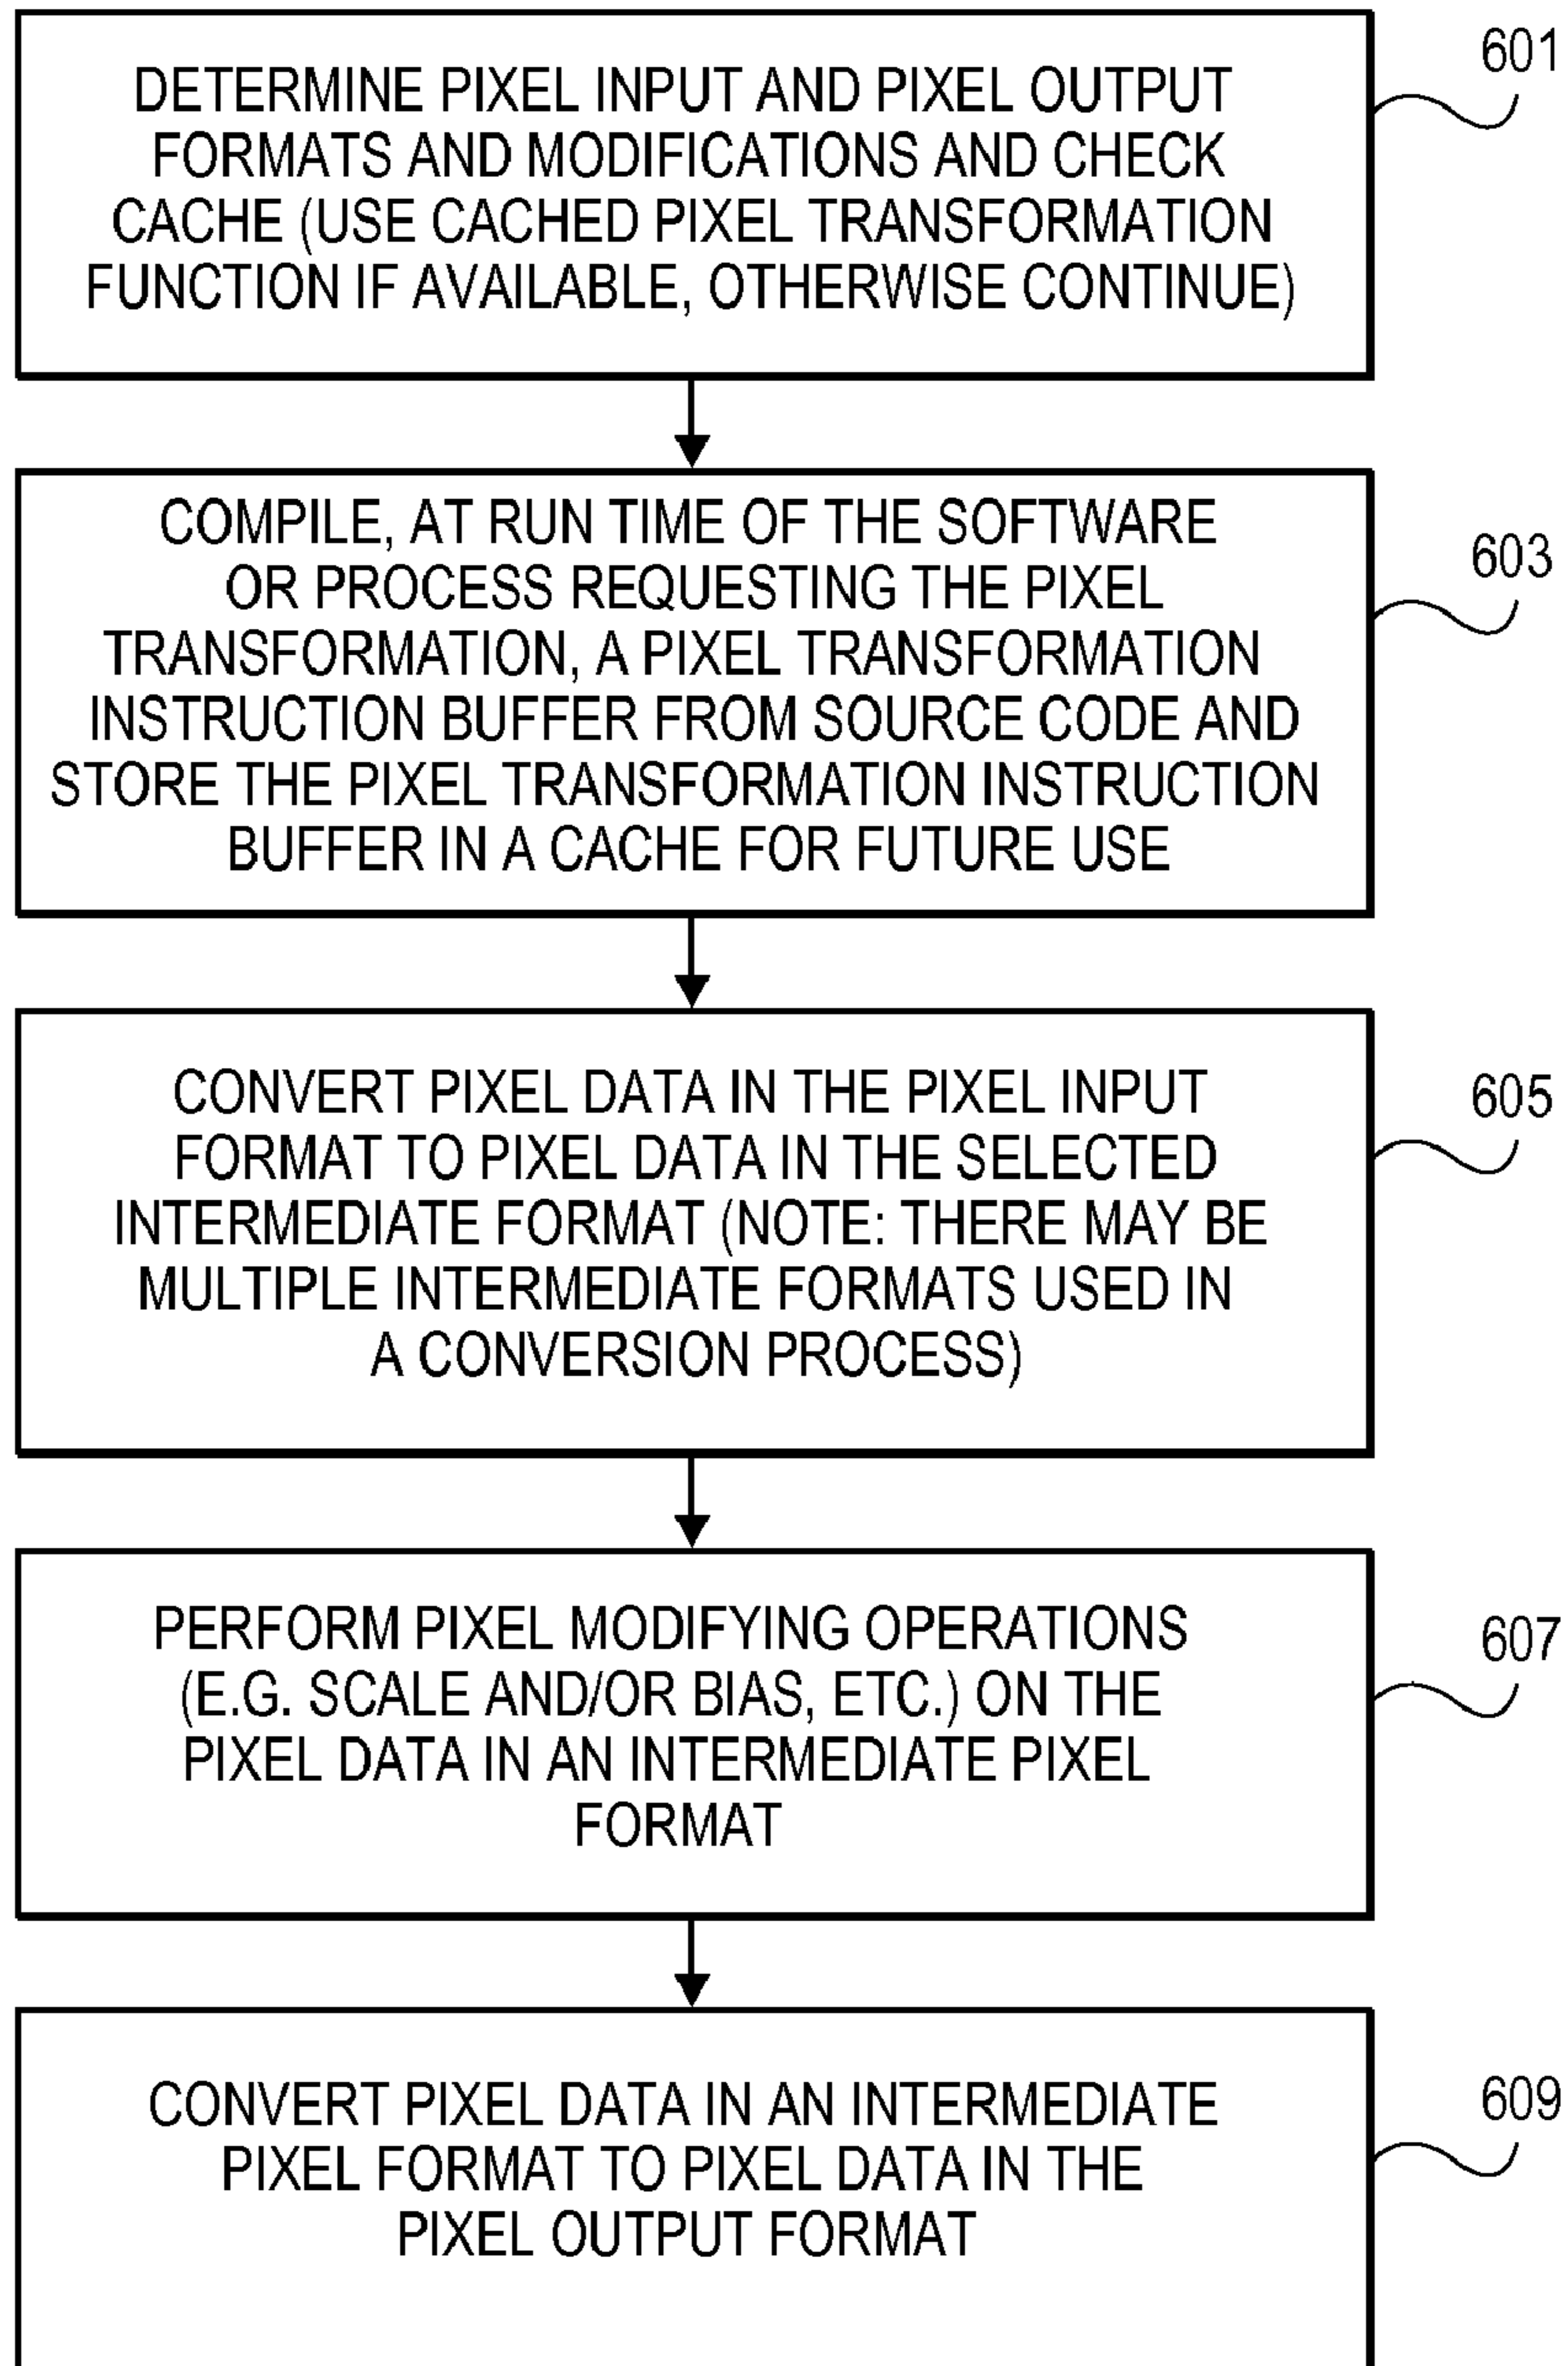 DETERMINE PIXEL INPUT AND PIXEL OUTPUT
FORMATS AND MODIFICATIONS AND CHECK
CACHE (USE CACHED PIXEL TRANSFORMATION
FUNCTION IF AVAILABLE, OTHERWISE CONTINUE)
601
COMPILE, AT RUN TIME OF THE SOFTWARE
OR PROCESS REQUESTING THE PIXEL
TRANSFORMATION, A PIXEL TRANSFORMATION
INSTRUCTION BUFFER FROM SOURCE CODE AND
STORE THE PIXEL TRANSFORMATION INSTRUCTION
BUFFER IN A CACHE FOR FUTURE USE
603
CONVERT PIXEL DATA IN THE PIXEL INPUT
FORMAT TO PIXEL DATA IN THE SELECTED
INTERMEDIATE FORMAT (NOTE: THERE MAY BE
MULTIPLE INTERMEDIATE FORMATS USED IN
A CONVERSION PROCESS)
605
PERFORM PIXEL MODIFYING OPERATIONS
(E.G. SCALE AND/OR BIAS, ETC.) ON THE
PIXEL DATA IN AN INTERMEDIATE PIXEL
FORMAT
607
CONVERT PIXEL DATA IN AN INTERMEDIATE
PIXEL FORMAT TO PIXEL DATA IN THE
PIXEL OUTPUT FORMAT
609